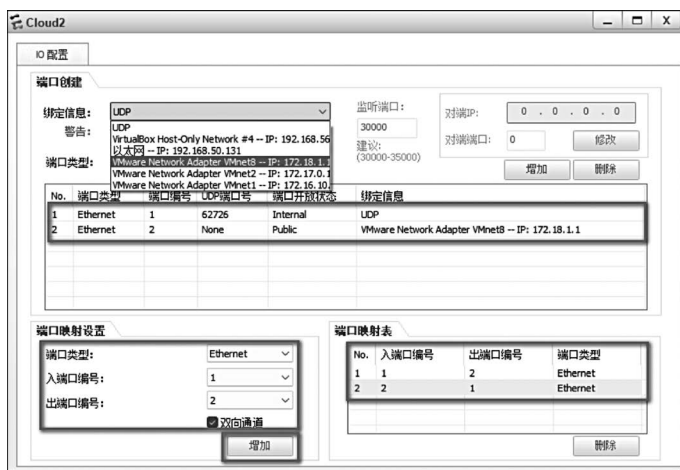 Cloud2
IO 配置
端口创建
绑定信息: UDP
警告:
端口类型:
UDP
VirtualBox Host-Only Network #4 -- IP: 192.168.56
以太网 -- IP: 192.168.50.131
VMware Network Adapter VMnet8 -- IP: 172.18.1.1
VMware Network Adapter VMnet2 -- IP: 172.17.0.1
VMware Network Adapter VMnet1 -- IP: 172.16.10.
监听端口:
30000
建议:
(30000-35000)
对端IP: 0 . 0 . 0 . 0
对端端口: 0 修改
增加 删除
No. 端口类型 端口编号 UDP端口号 端口开放状态 绑定信息
1 Ethernet 1 62726 Internal UDP
2 Ethernet 2 None Public VMware Network Adapter VMnet8 -- IP: 172.18.1.1
端口映射设置
端口类型: Ethernet
入端口编号: 1
出端口编号: 2
双向通道
增加
端口映射表
No. 入端口编号 出端口编号 端口类型
1 1 2 Ethernet
2 2 1 Ethernet
删除